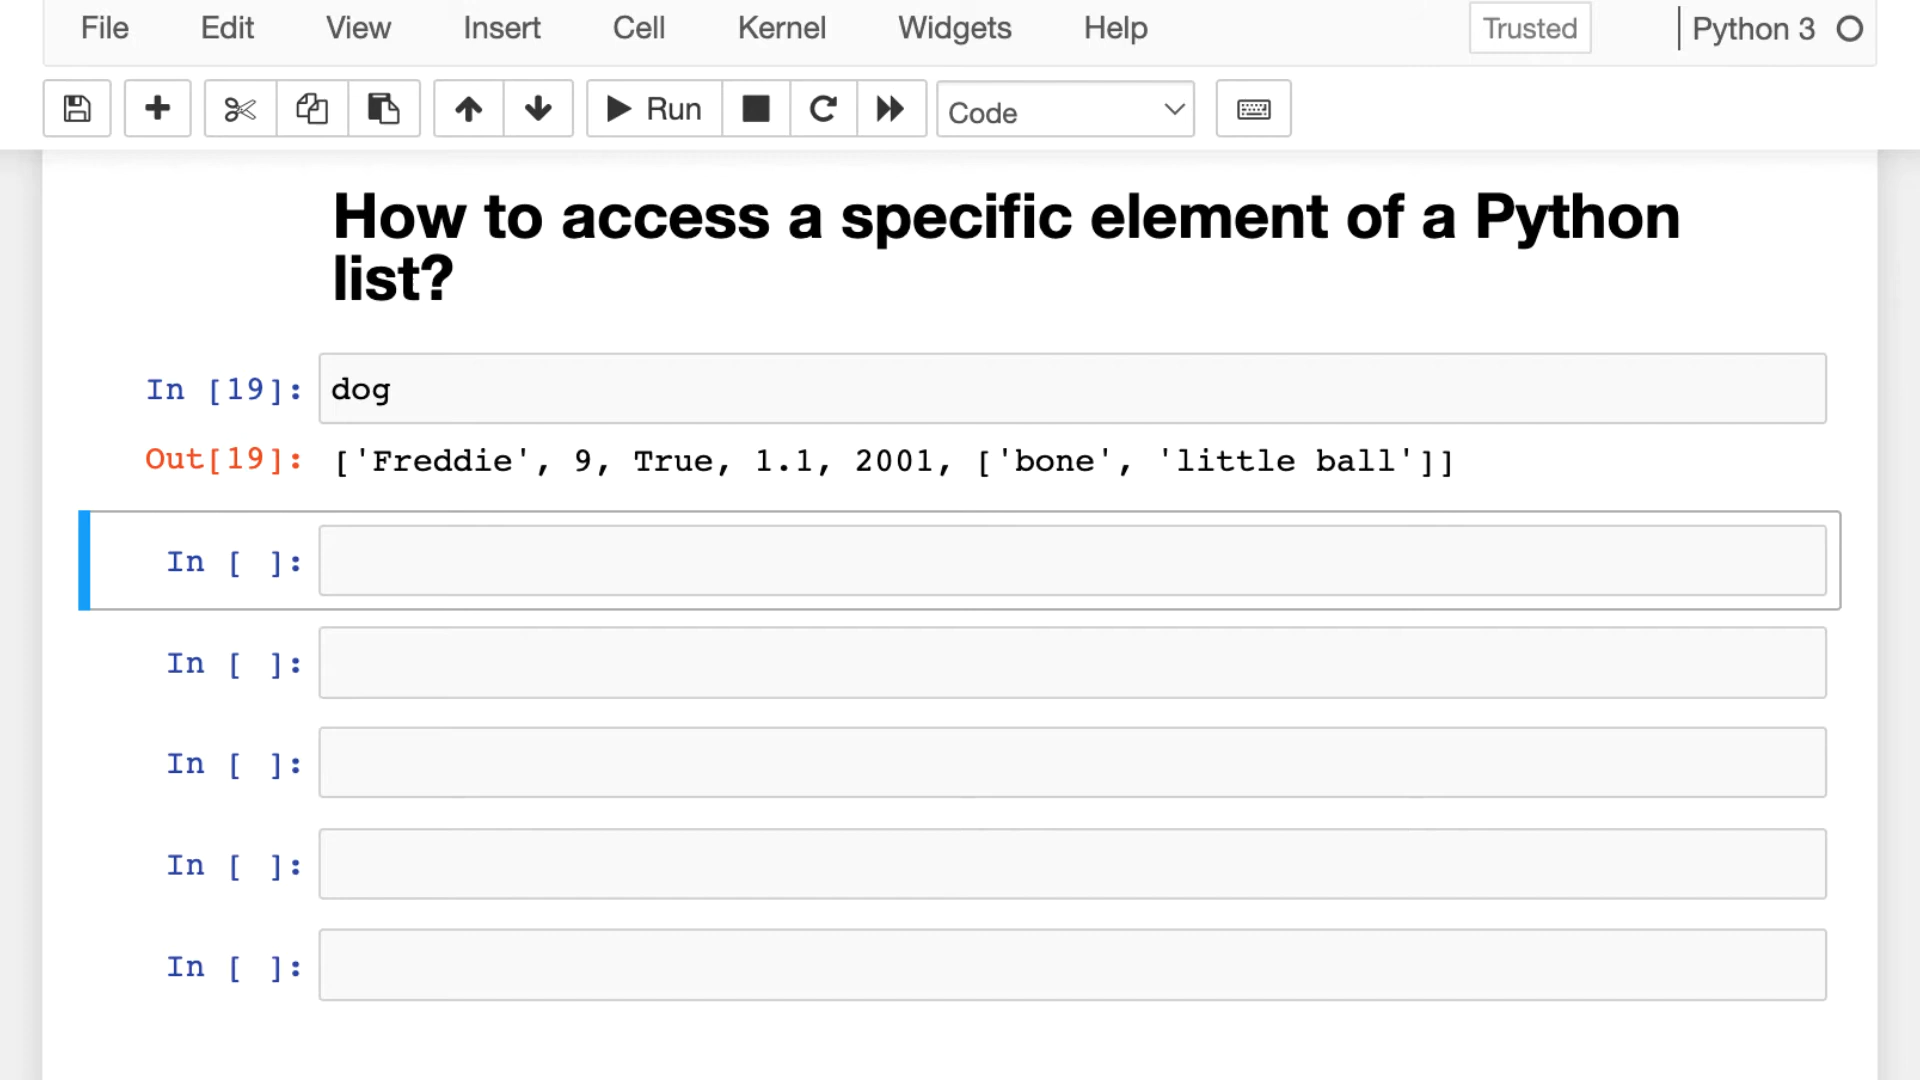 File Edit View Insert Cell Kernel Widgets Help Trusted Python 3
Run Code
How to access a specific element of a Python
list?
In [19]: dog
Out[19]: ['Freddie', 9, True, 1.1, 2001, ['bone', 'little ball']]
In [ ]:
In [ ]:
In [ ]:
In [ ]:
In [ ]: